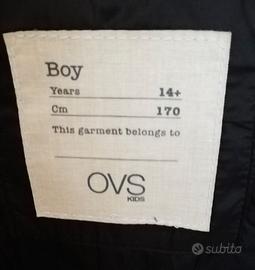 Boy
Years 14+
Cm 170
This garment belongs to
OVS
KIDS
subito